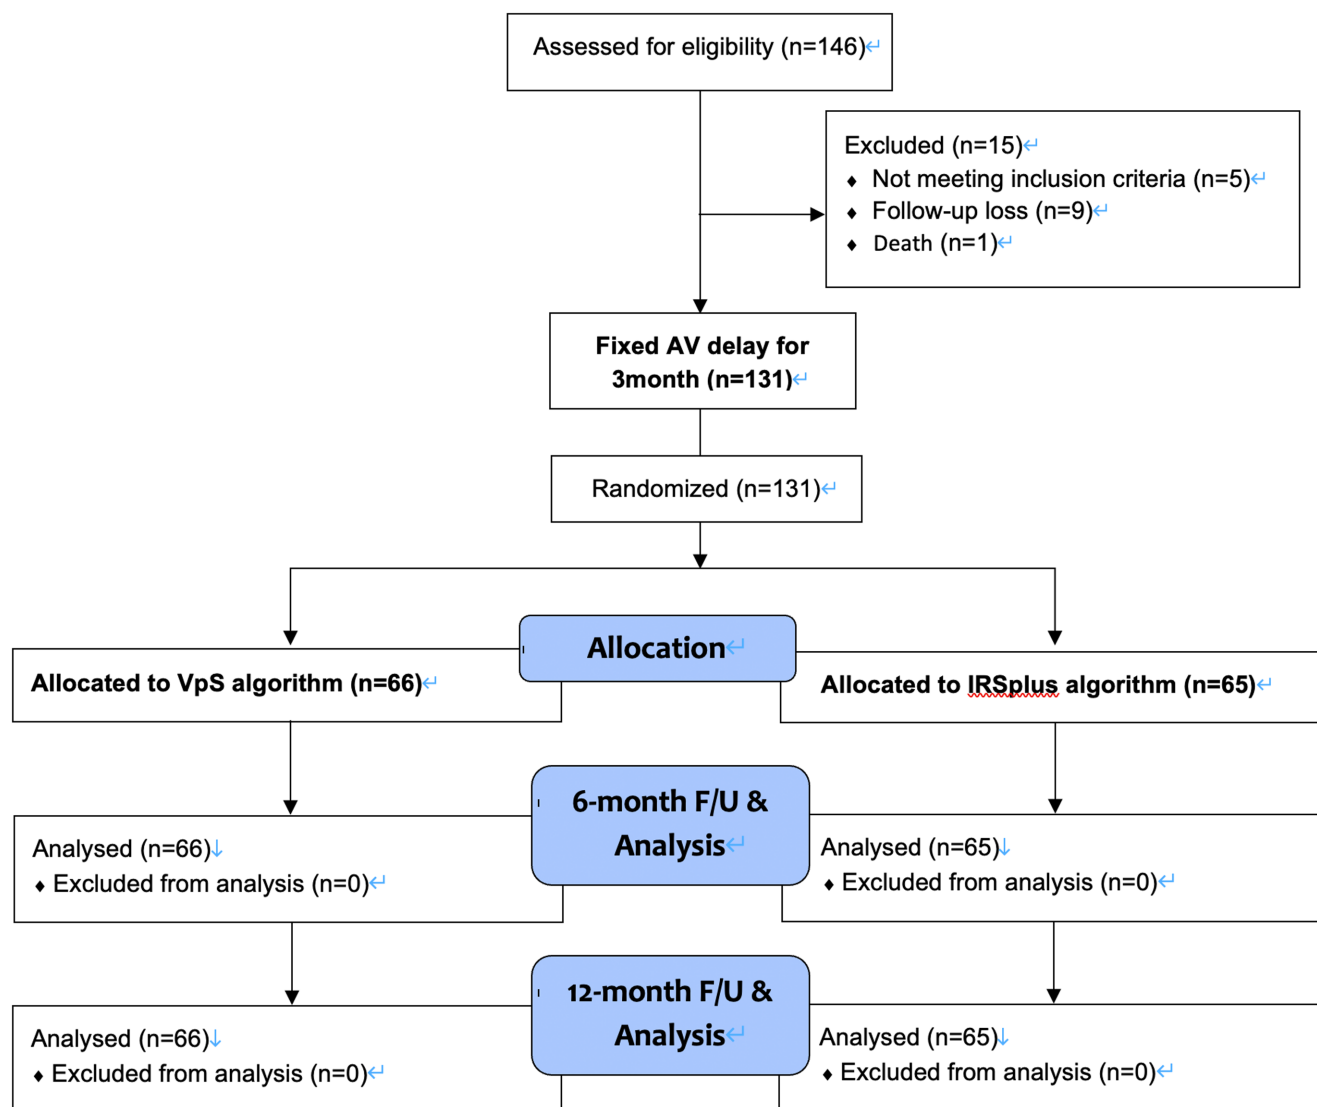 Assessed for eligibility (n=146)↵
Excluded (n=15)↵
♦ Not meeting inclusion criteria (n=5)↵
♦ Follow-up loss (n=9)↵
♦ Death (n=1)↵
Fixed AV delay for
3month (n=131)↵
Randomized (n=131)↵
Allocation↵
Allocated to VpS algorithm (n=66)↵
Allocated to IRSplus algorithm (n=65)↵
6-month F/U &
Analysis↵
Analysed (n=66)↓
♦ Excluded from analysis (n=0)↵
Analysed (n=65)↓
♦ Excluded from analysis (n=0)↵
12-month F/U &
Analysis↵
Analysed (n=66)↓
♦ Excluded from analysis (n=0)↵
Analysed (n=65)↓
♦ Excluded from analysis (n=0)↵